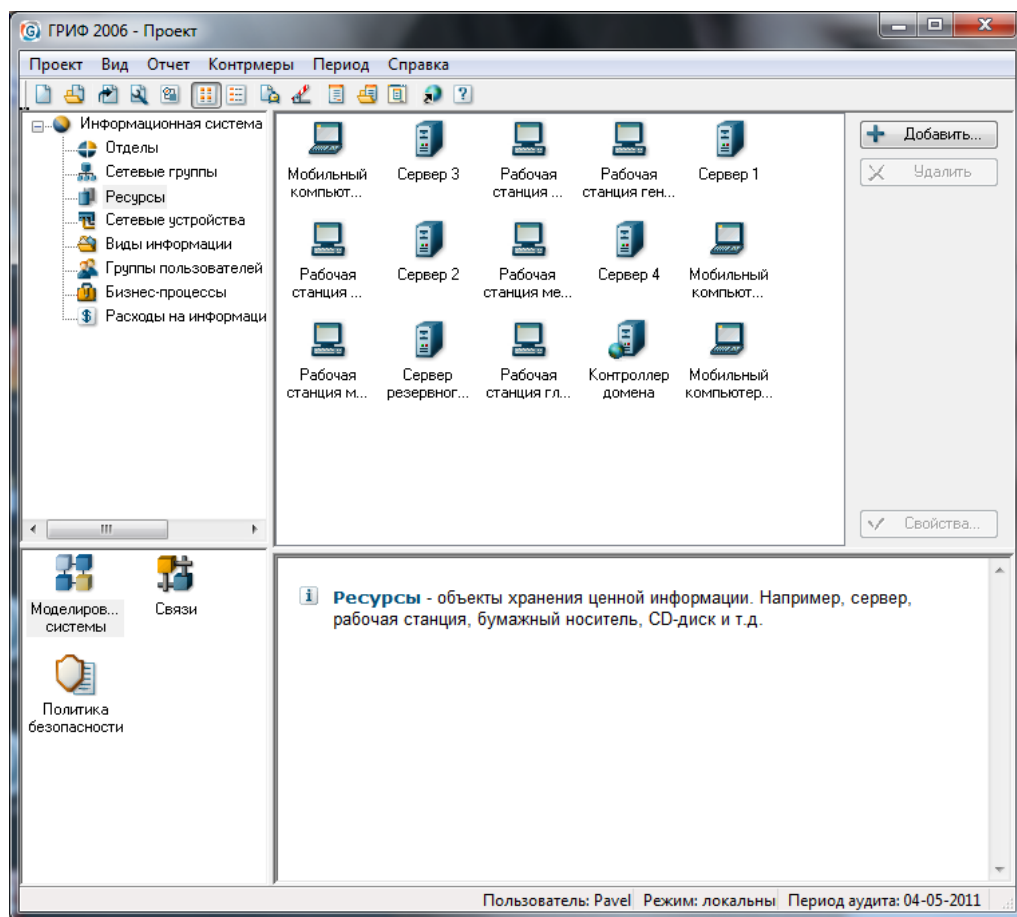 ГРИФ 2006 - Проект
Проект Вид Отчет Контрмеры Период Справка
Информационная система
Отделы
Сетевые группы
Ресурсы
Сетевые устройства
Виды информации
Группы пользователей
Бизнес-процессы
Расходы на информаци
Мобильный компьют...
Сервер 3
Рабочая станция ...
Рабочая станция ген...
Сервер 1
Рабочая станция ...
Сервер 2
Рабочая станция ме...
Сервер 4
Мобильный компьют...
Рабочая станция м...
Сервер резервног...
Рабочая станция гл...
Контроллер домена
Мобильный компьютер...
Добавить...
Удалить
Свойства...
Моделиров... системы
Связи
Политика безопасности
Ресурсы - объекты хранения ценной информации. Например, сервер,
рабочая станция, бумажный носитель, CD-диск и т.д.
Пользователь: Pavel Режим: локальны Период аудита: 04-05-2011